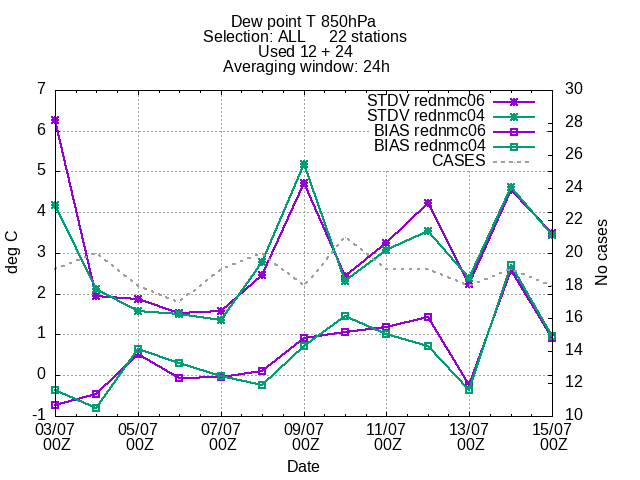 Dew point T 850hPa
Selection: ALL 22 stations
Used 12 + 24
Averaging window: 24h
7 30
6 28
5 26
4 24
3 22
2 20
1 18
0 16
-1 14
12
10
STDV rednmc06
STDV rednmc04
BIAS rednmc06
BIAS rednmc04
CASES
deg C
No cases
03/07 05/07 07/07 09/07 11/07 13/07 15/07
00Z 00Z 00Z 00Z 00Z 00Z 00Z
Date